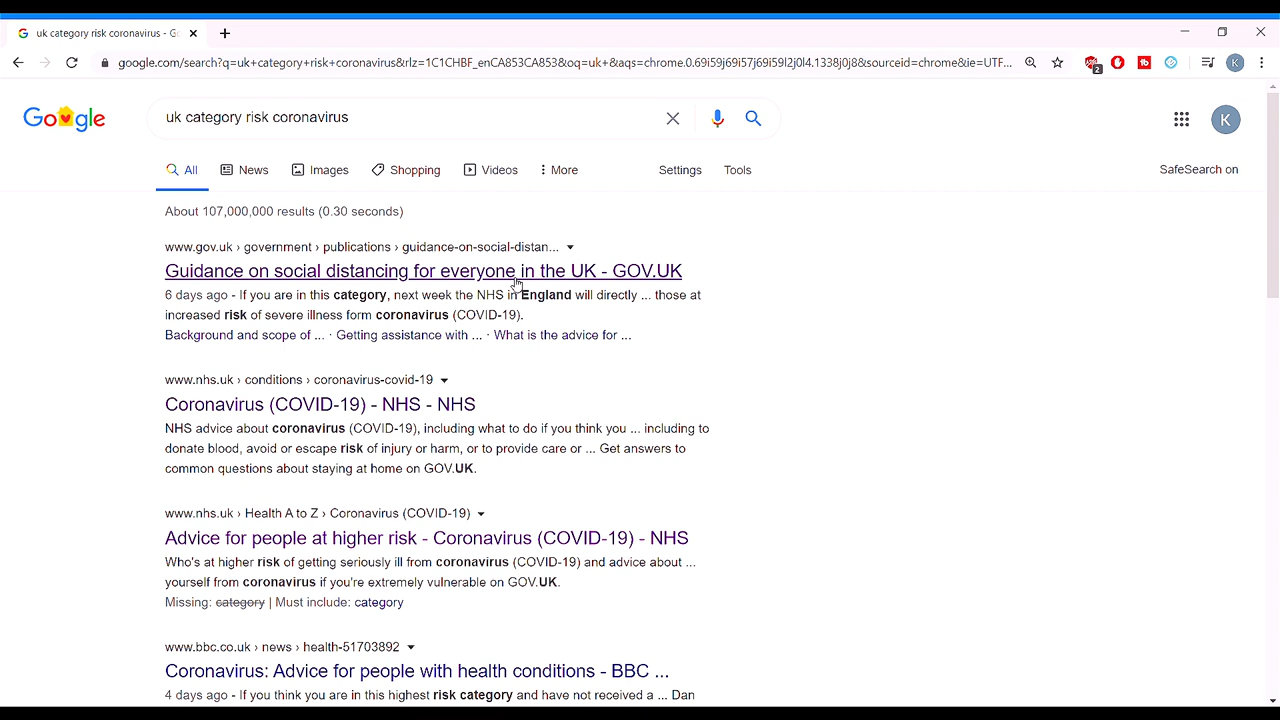 uk category risk coronavirus - Go
google.com/search?q=uk+category+risk+coronavirus&rlz=1C1CHBF_enCA853CA853&oq=uk+&aqs=chrome.0.69i59j69i57j69i59l2j0l4.1338j0j8&sourceid=chrome&ie=UTF...
2
K
Google
uk category risk coronavirus
K
All
News
Images
Shopping
Videos
More
Settings
Tools
SafeSearch on
About 107,000,000 results (0.30 seconds)
www.gov.uk › government › publications › guidance-on-social-distan...
Guidance on social distancing for everyone in the UK - GOV.UK
6 days ago - If you are in this category, next week the NHS in England will directly ... those at
increased risk of severe illness form coronavirus (COVID-19).
Background and scope of ... · Getting assistance with ... · What is the advice for ...
www.nhs.uk › conditions › coronavirus-covid-19
Coronavirus (COVID-19) - NHS - NHS
NHS advice about coronavirus (COVID-19), including what to do if you think you ... including to
donate blood, avoid or escape risk of injury or harm, or to provide care or ... Get answers to
common questions about staying at home on GOV.UK.
www.nhs.uk › Health A to Z › Coronavirus (COVID-19)
Advice for people at higher risk - Coronavirus (COVID-19) - NHS
Who's at higher risk of getting seriously ill from coronavirus (COVID-19) and advice about ...
yourself from coronavirus if you're extremely vulnerable on GOV.UK.
Missing: category | Must include: category
www.bbc.co.uk › news › health-51703892
Coronavirus: Advice for people with health conditions - BBC ...
4 days ago - If you think you are in this highest risk category and have not received a ... Dan